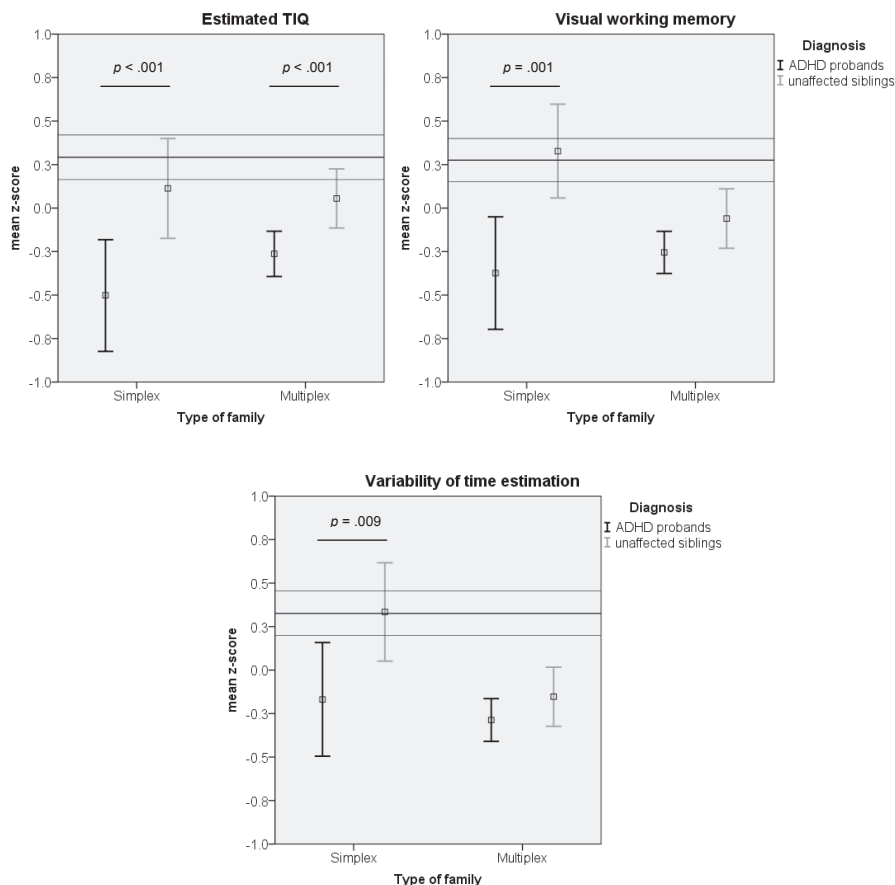 Estimated TIQ
1.0
0.8
0.5
0.3
0.0
-0.3
-0.5
-0.8
-1.0
mean z-score
p < .001
p < .001
Simplex
Multiplex
Type of family
Visual working memory
1.0
0.8
0.5
0.3
0.0
-0.3
-0.5
-0.8
-1.0
mean z-score
p = .001
Simplex
Multiplex
Type of family
Diagnosis
ADHD probands
unaffected siblings
Variability of time estimation
1.0
0.8
0.5
0.3
0.0
-0.3
-0.5
-0.8
-1.0
mean z-score
p = .009
Simplex
Multiplex
Type of family
Diagnosis
ADHD probands
unaffected siblings